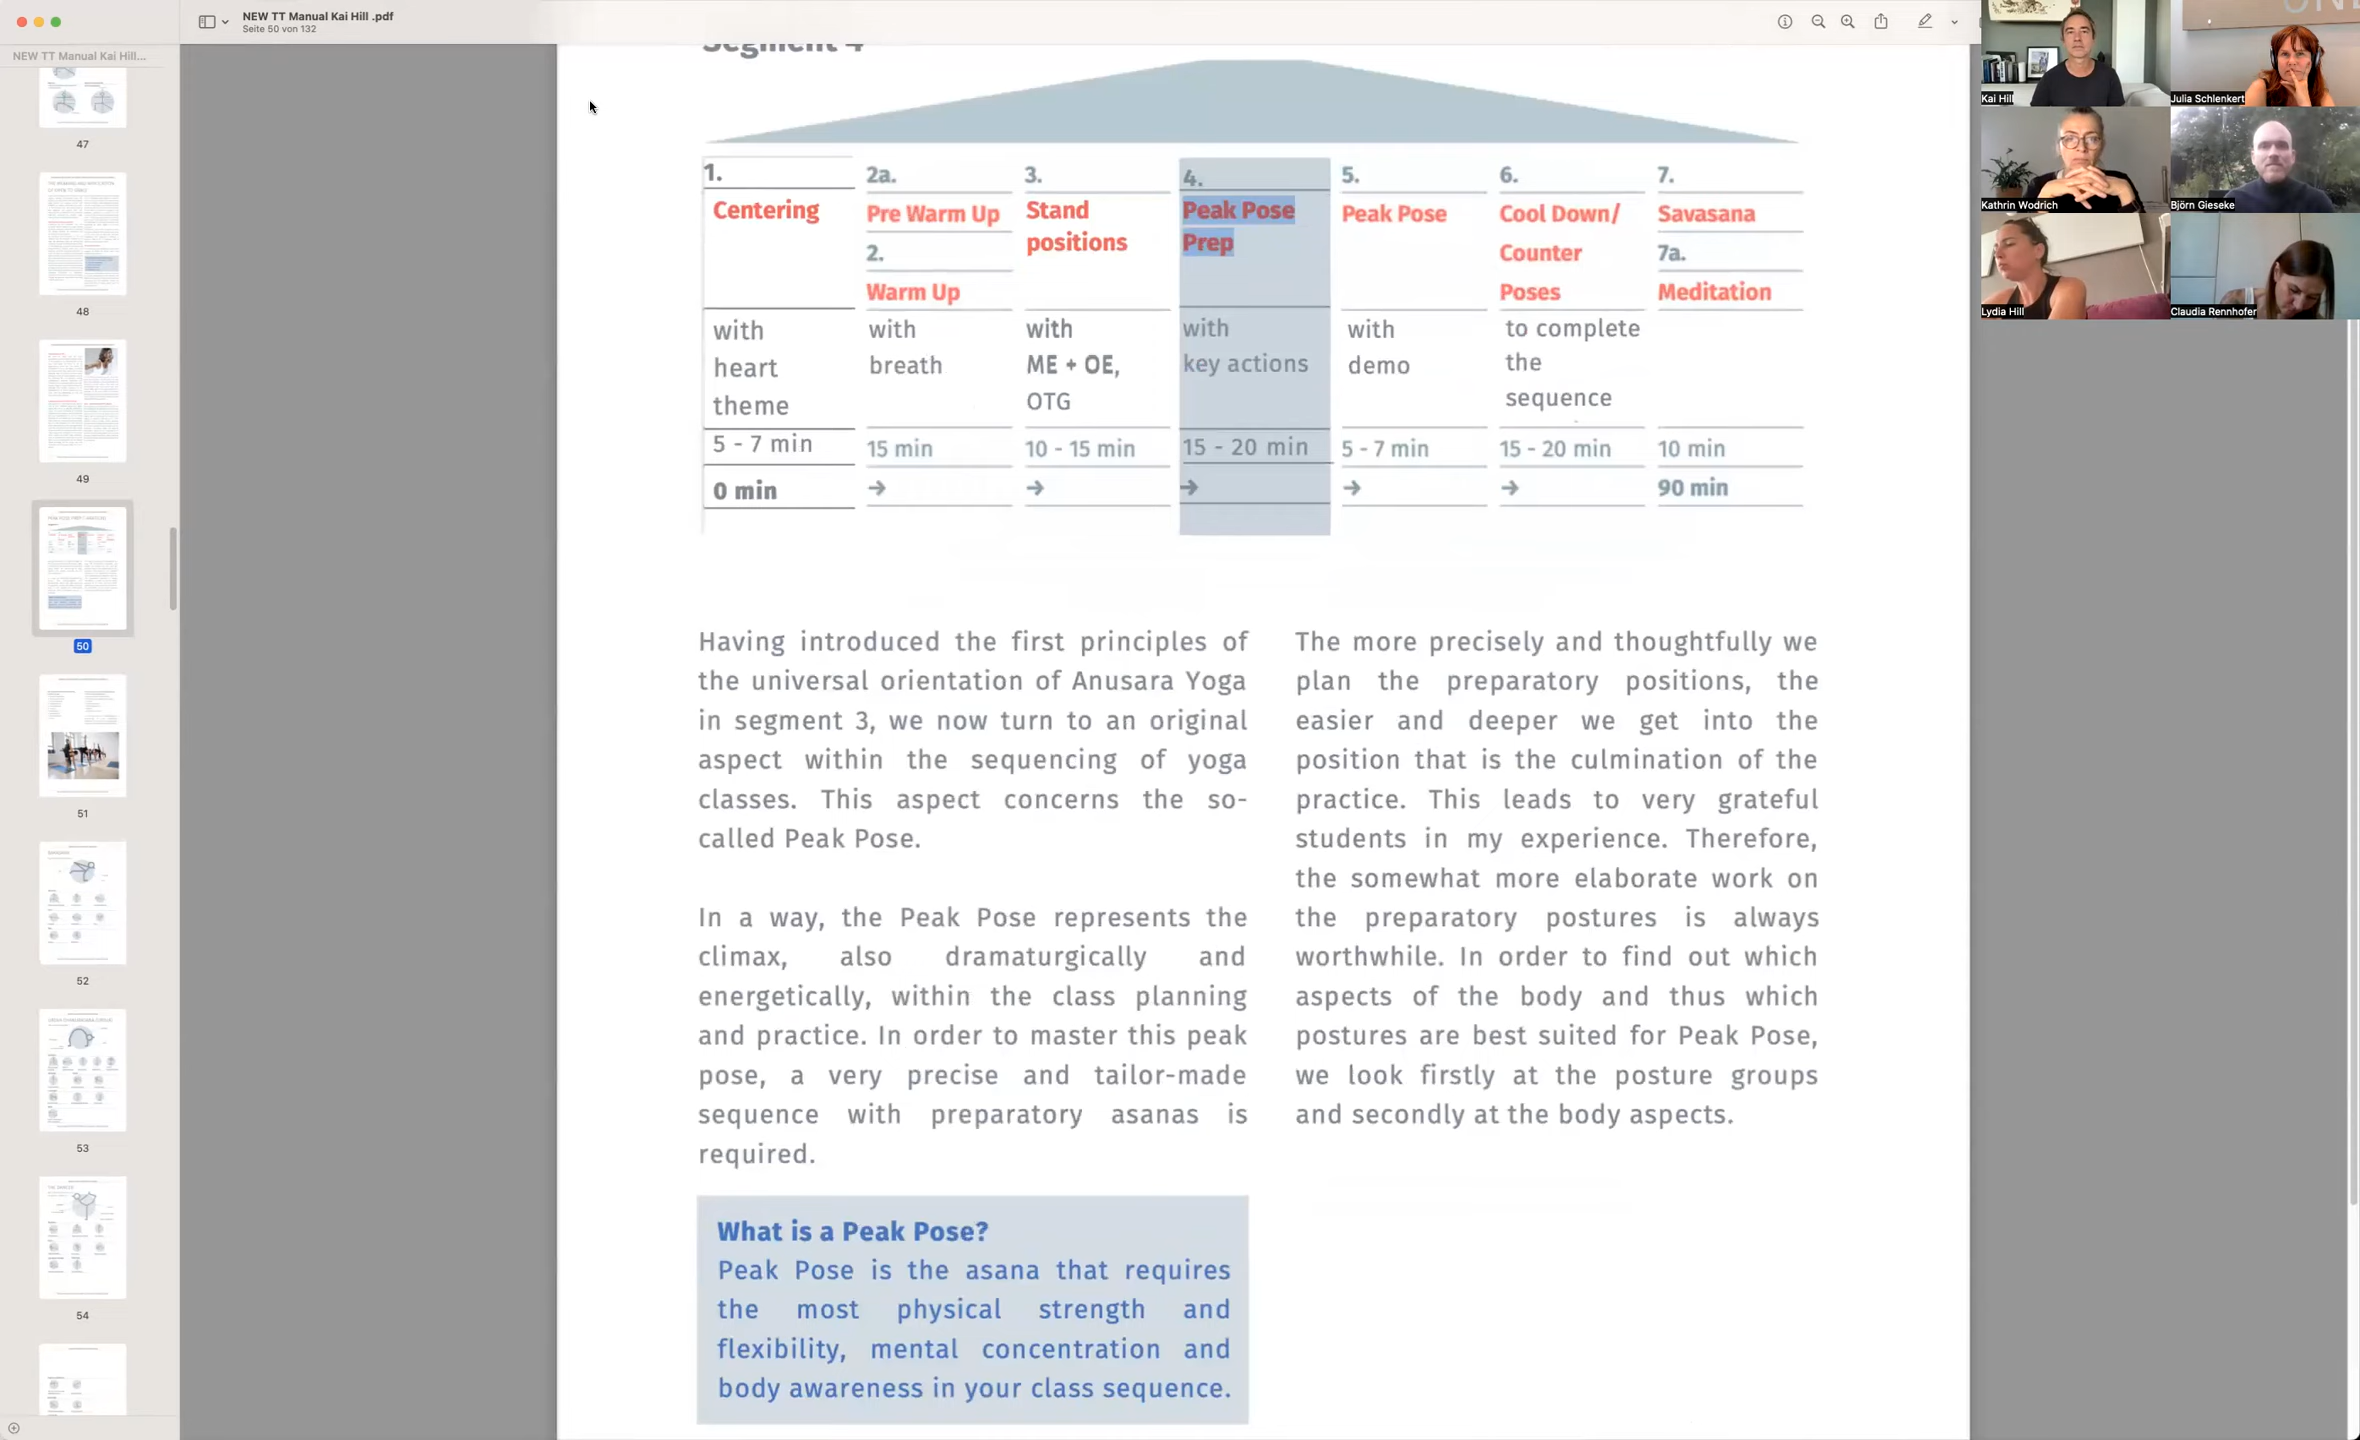 NEW TT Manual Kai Hill .pdf
Seite 50 von 132
NEW TT Manual Kai Hill...
47
48
49
50
51
52
53
54
Segment 4
1.
Centering
with
heart
theme
5 - 7 min
0 min
2a.
Pre Warm Up
2.
Warm Up
with
breath
15 min
→
3.
Stand
positions
with
ME + OE,
OTG
10 - 15 min
→
4.
Peak Pose
Prep
with
key actions
15 - 20 min
→
5.
Peak Pose
with
demo
5 - 7 min
→
6.
Cool Down/
Counter
Poses
to complete
the
sequence
15 - 20 min
→
7.
Savasana
7a.
Meditation
10 min
90 min
Having introduced the first principles of
the universal orientation of Anusara Yoga
in segment 3, we now turn to an original
aspect within the sequencing of yoga
classes. This aspect concerns the so-
called Peak Pose.
In a way, the Peak Pose represents the
climax, also dramaturgically and
energetically, within the class planning
and practice. In order to master this peak
pose, a very precise and tailor-made
sequence with preparatory asanas is
required.
What is a Peak Pose?
Peak Pose is the asana that requires
the most physical strength and
flexibility, mental concentration and
body awareness in your class sequence.
The more precisely and thoughtfully we
plan the preparatory positions, the
easier and deeper we get into the
position that is the culmination of the
practice. This leads to very grateful
students in my experience. Therefore,
the somewhat more elaborate work on
the preparatory postures is always
worthwhile. In order to find out which
aspects of the body and thus which
postures are best suited for Peak Pose,
we look firstly at the posture groups
and secondly at the body aspects.
Kai Hill
Julia Schlenkert
Kathrin Wodrich
Björn Gieseke
Lydia Hill
Claudia Rennhofer